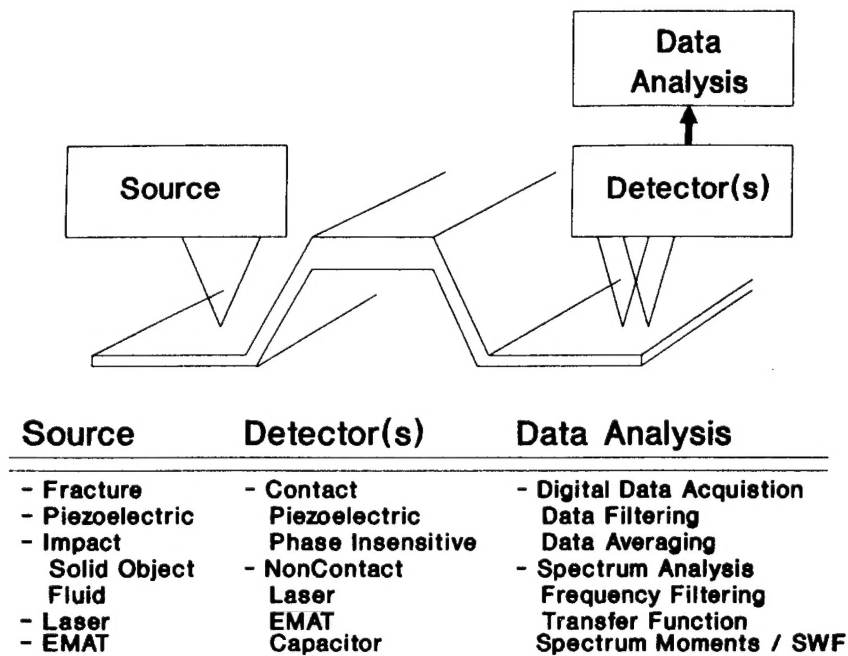 Data
Analysis
Source
Detector(s)
Source Detector(s) Data Analysis
- Fracture - Contact - Digital Data Acquistion
- Piezoelectric Piezoelectric Data Filtering
- Impact Phase Insensitive Data Averaging
Solid Object - NonContact - Spectrum Analysis
Fluid Laser Frequency Filtering
- Laser EMAT Transfer Function
- EMAT Capacitor Spectrum Moments / SWF